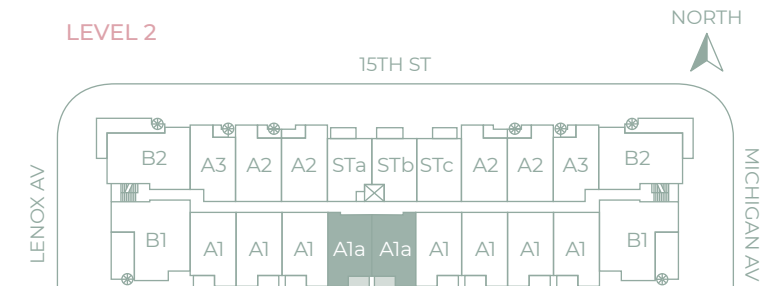 NORTH
LEVEL 2
15TH ST
LENOX AV
MICHIGAN AV
B2 A3 A2 A2 STa STb STc A2 A2 A3 B2
B1 A1 A1 A1 A1a A1a A1 A1 A1 A1 B1